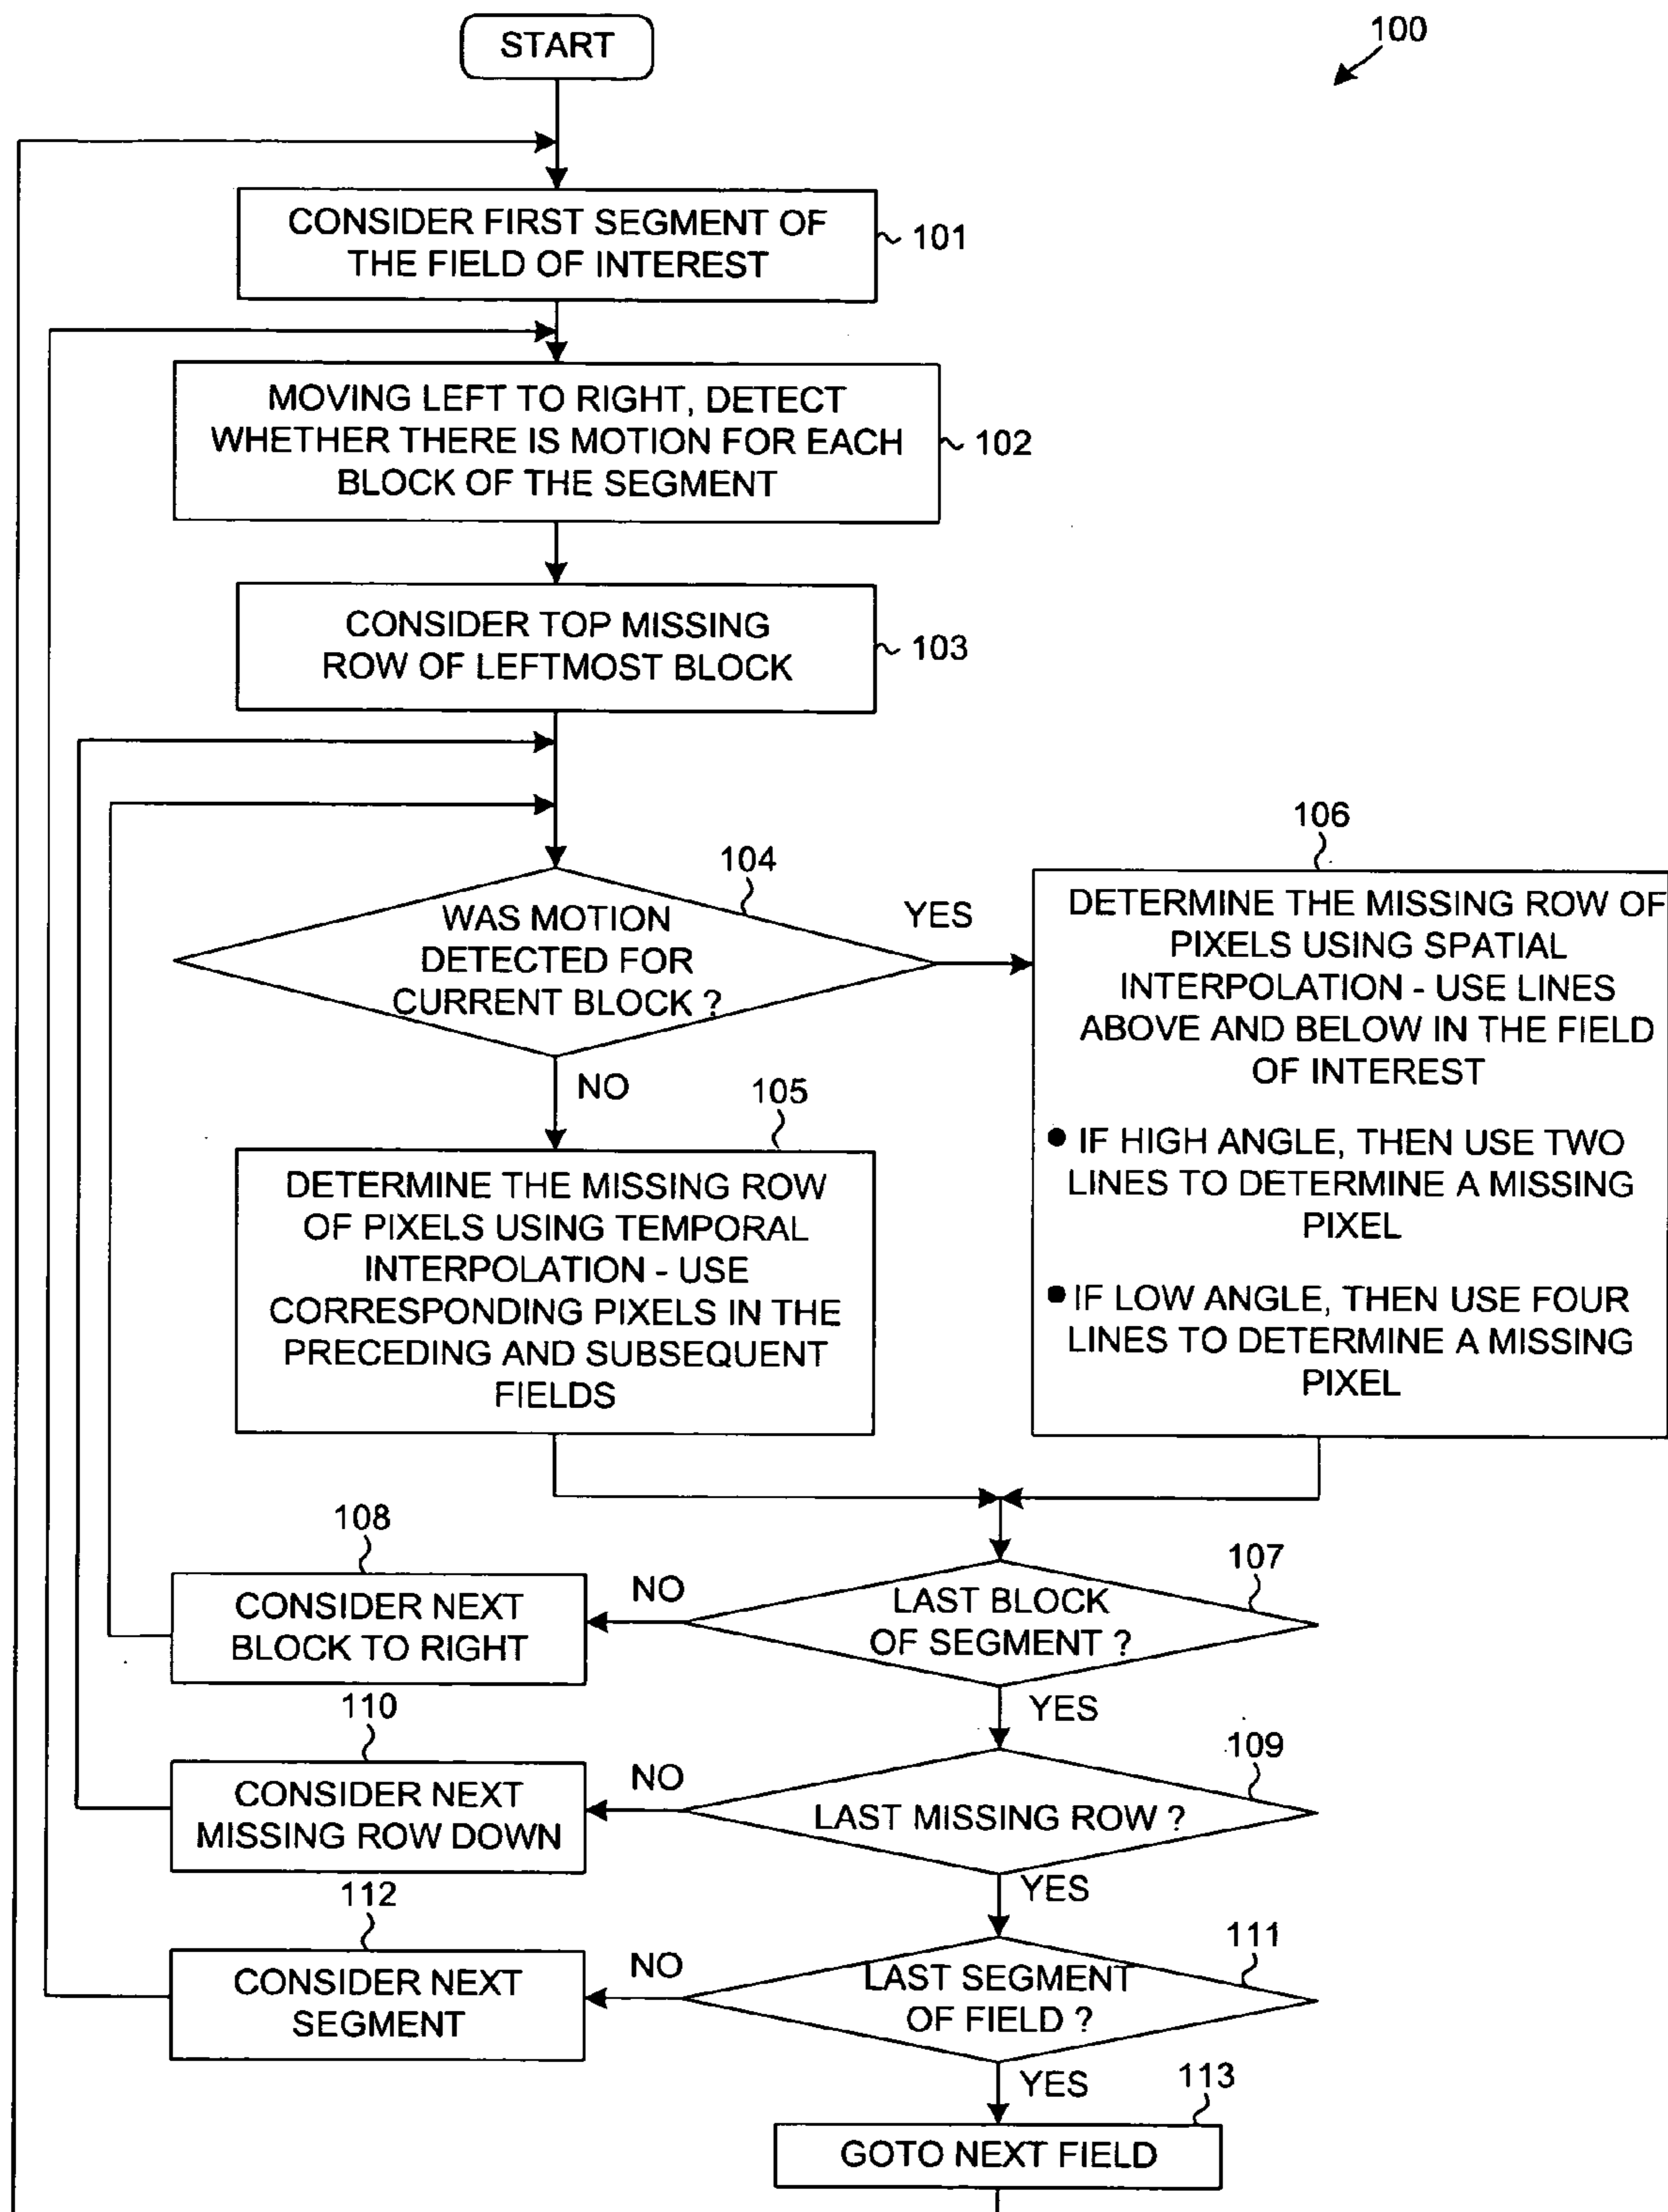 START
100
CONSIDER FIRST SEGMENT OF
THE FIELD OF INTEREST
101
MOVING LEFT TO RIGHT, DETECT
WHETHER THERE IS MOTION FOR EACH
BLOCK OF THE SEGMENT
102
CONSIDER TOP MISSING
ROW OF LEFTMOST BLOCK
103
104
WAS MOTION
DETECTED FOR
CURRENT BLOCK ?
YES
NO
106
DETERMINE THE MISSING ROW OF
PIXELS USING SPATIAL
INTERPOLATION - USE LINES
ABOVE AND BELOW IN THE FIELD
OF INTEREST
● IF HIGH ANGLE, THEN USE TWO
LINES TO DETERMINE A MISSING
PIXEL
● IF LOW ANGLE, THEN USE FOUR
LINES TO DETERMINE A MISSING
PIXEL
105
DETERMINE THE MISSING ROW
OF PIXELS USING TEMPORAL
INTERPOLATION - USE
CORRESPONDING PIXELS IN THE
PRECEDING AND SUBSEQUENT
FIELDS
108
CONSIDER NEXT
BLOCK TO RIGHT
NO
107
LAST BLOCK
OF SEGMENT ?
YES
110
CONSIDER NEXT
MISSING ROW DOWN
NO
109
LAST MISSING ROW ?
YES
112
CONSIDER NEXT
SEGMENT
NO
111
LAST SEGMENT
OF FIELD ?
YES
113
GOTO NEXT FIELD